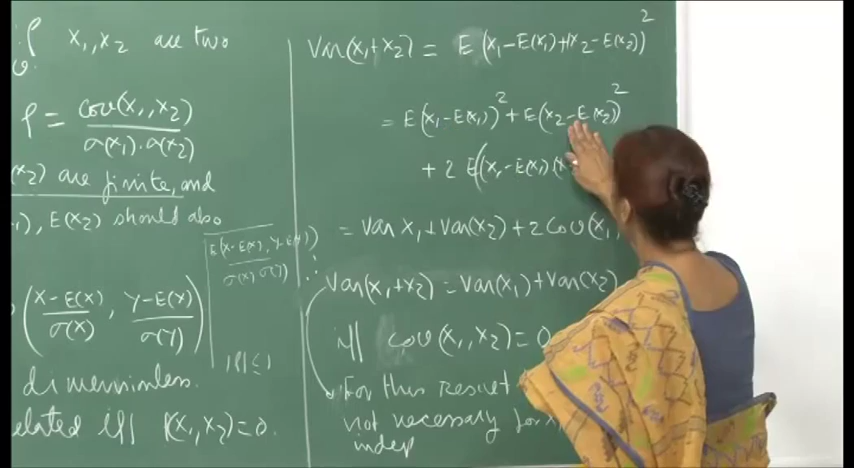 if X₁, X₂ are two
ρ = cov(X₁, X₂) / σ(X₁).σ(X₂)
X₂) are finite, and
E(X₂) should also
(X-E(X) / σ(X), Y-E(Y) / σ(Y))
E(X-E(X), Y-E(Y)) / σ(X) σ(Y)
|ρ| ≤ 1
dimensionless.
elated iff ρ(X₁, X₂) = 0.
Var(X₁+X₂) = E(X₁-E(X₁)+(X₂-E(X₂))²
= E(X₁-E(X₁))² + E(X₂-E(X₂))²
+ 2 E((X₁-E(X₁)(X
= Var X₁ + Var(X₂) + 2 Cov(X₁,
∴ Var(X₁+X₂) = Var(X₁) + Var(X₂)
iff cov(X₁, X₂) = 0
For this result
not necessary for X
indep